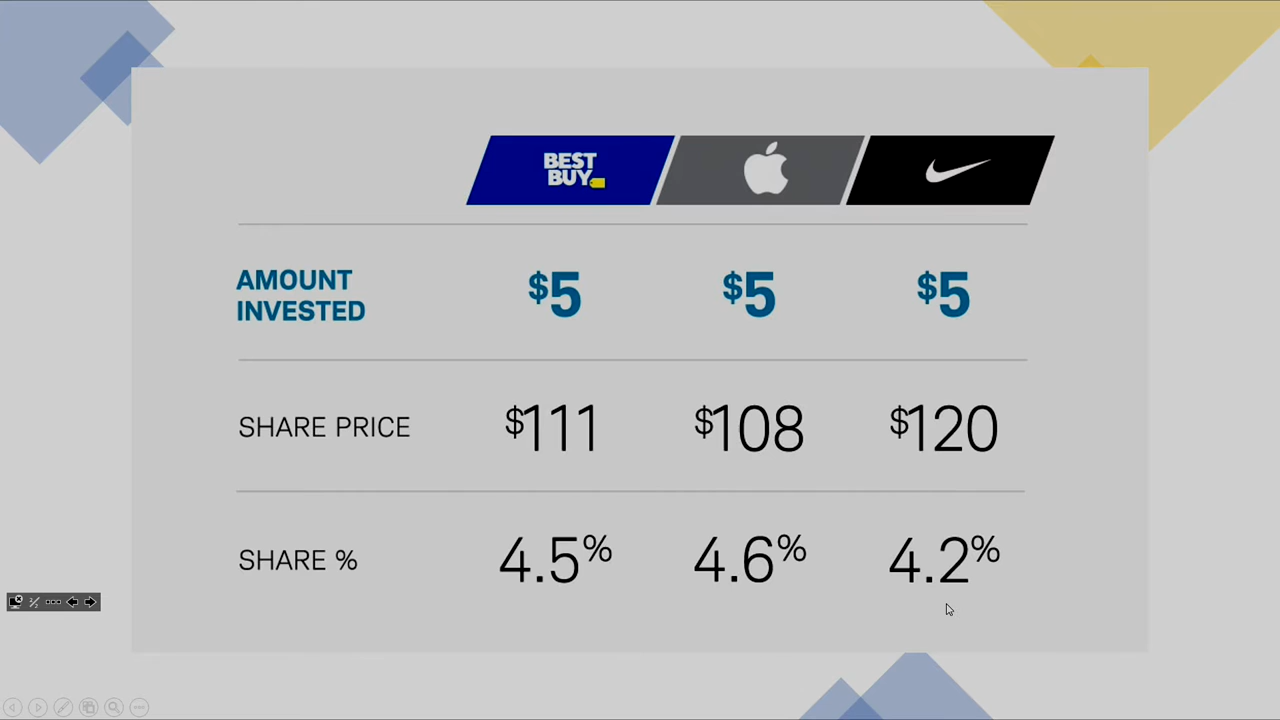 BEST
BUY
AMOUNT
INVESTED
$5 $5 $5
SHARE PRICE $111 $108 $120
SHARE % 4.5% 4.6% 4.2%